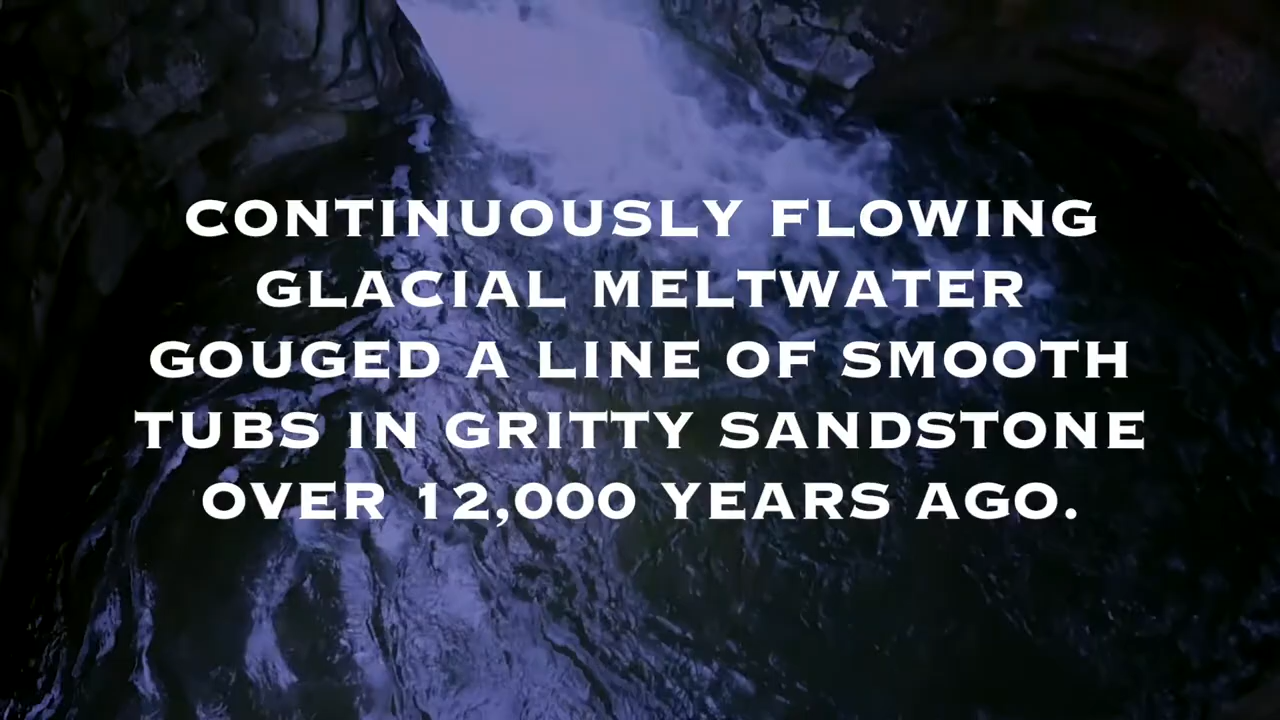 CONTINUOUSLY FLOWING
GLACIAL MELTWATER
GOUGED A LINE OF SMOOTH
TUBS IN GRITTY SANDSTONE
OVER 12,000 YEARS AGO.